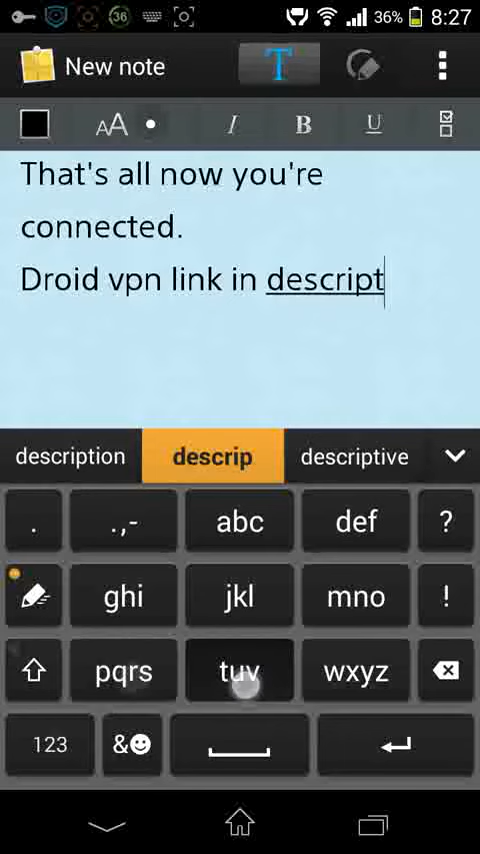 36
36%
8:27
New note
T
AA
I
B
U
That's all now you're
connected.
Droid vpn link in descript
description
descrip
descriptive
.
.,-
abc
def
?
ghi
jkl
mno
!
pqrs
tuv
wxyz
123
&